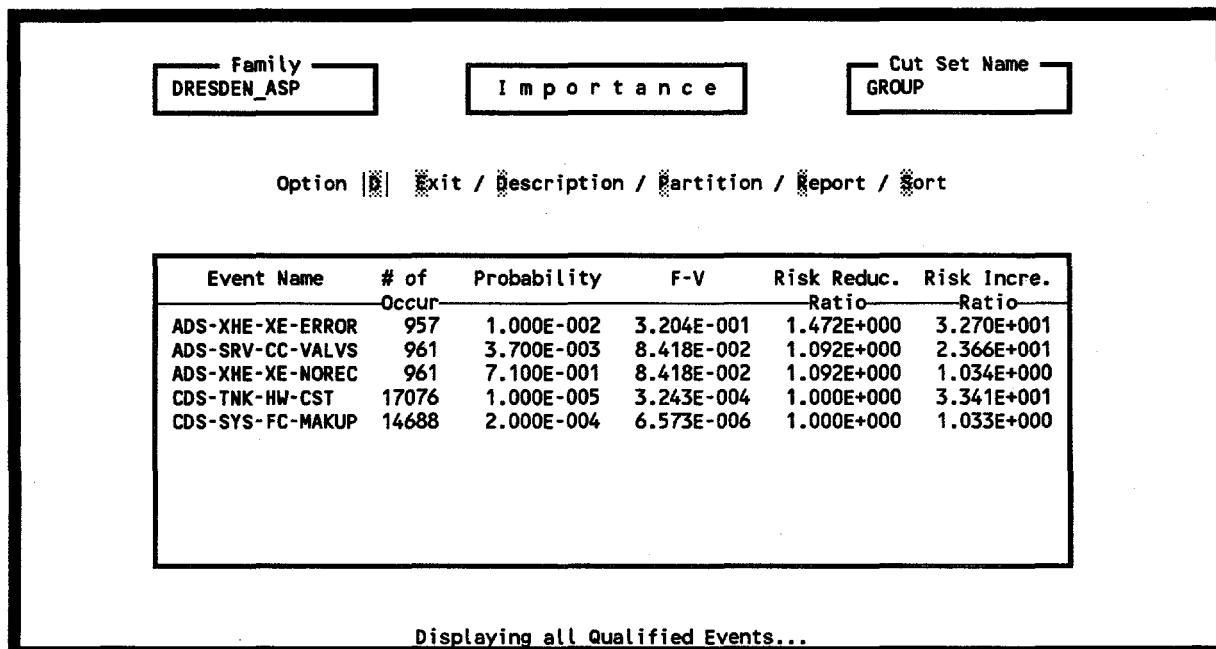 Family
DRESDEN_ASP
Importance
Cut Set Name
GROUP
Option |D| Exit / Description / Partition / Report / Sort
Event Name # of Occur Probability F-V Risk Reduc. Ratio Risk Incre. Ratio
ADS-XHE-XE-ERROR 957 1.000E-002 3.204E-001 1.472E+000 3.270E+001
ADS-SRV-CC-VALVS 961 3.700E-003 8.418E-002 1.092E+000 2.366E+001
ADS-XHE-XE-NOREC 961 7.100E-001 8.418E-002 1.092E+000 1.034E+000
CDS-TNK-HW-CST 17076 1.000E-005 3.243E-004 1.000E+000 3.341E+001
CDS-SYS-FC-MAKUP 14688 2.000E-004 6.573E-006 1.000E+000 1.033E+000
Displaying all Qualified Events...